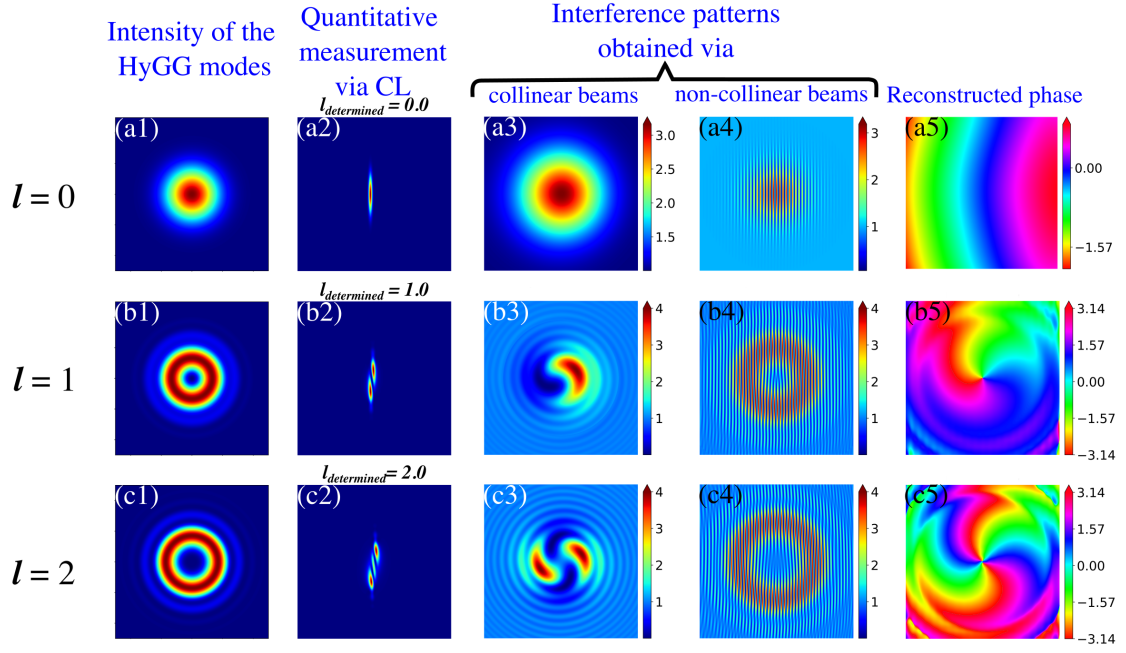 Intensity of the
HyGG modes
Quantitative
measurement
via CL
Interference patterns
obtained via
collinear beams
non-collinear beams
Reconstructed phase
l = 0
l_determined = 0.0
(a1)
(a2)
(a3)
3.0
2.5
2.0
1.5
(a4)
3
2
1
(a5)
0.00
−1.57
l = 1
l_determined = 1.0
(b1)
(b2)
(b3)
4
3
2
1
(b4)
4
3
2
1
(b5)
3.14
1.57
0.00
−1.57
−3.14
l = 2
l_determined = 2.0
(c1)
(c2)
(c3)
4
3
2
1
(c4)
4
3
2
1
(c5)
3.14
1.57
0.00
−1.57
−3.14